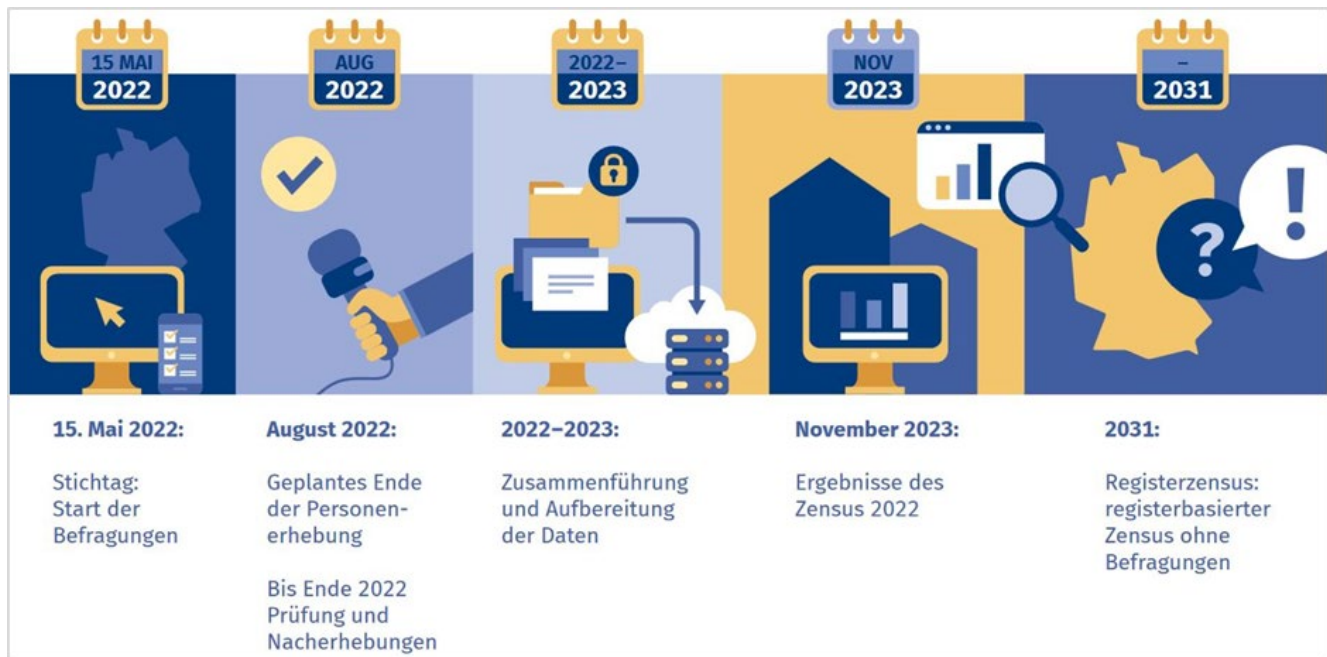 15 MAI
2022
AUG
2022
2022–
2023
NOV
2023
–
2031
?
!
15. Mai 2022:
Stichtag:
Start der
Befragungen
August 2022:
Geplantes Ende
der Personen-
erhebung
Bis Ende 2022
Prüfung und
Nacherhebungen
2022–2023:
Zusammenführung
und Aufbereitung
der Daten
November 2023:
Ergebnisse des
Zensus 2022
2031:
Registerzensus:
registerbasierter
Zensus ohne
Befragungen